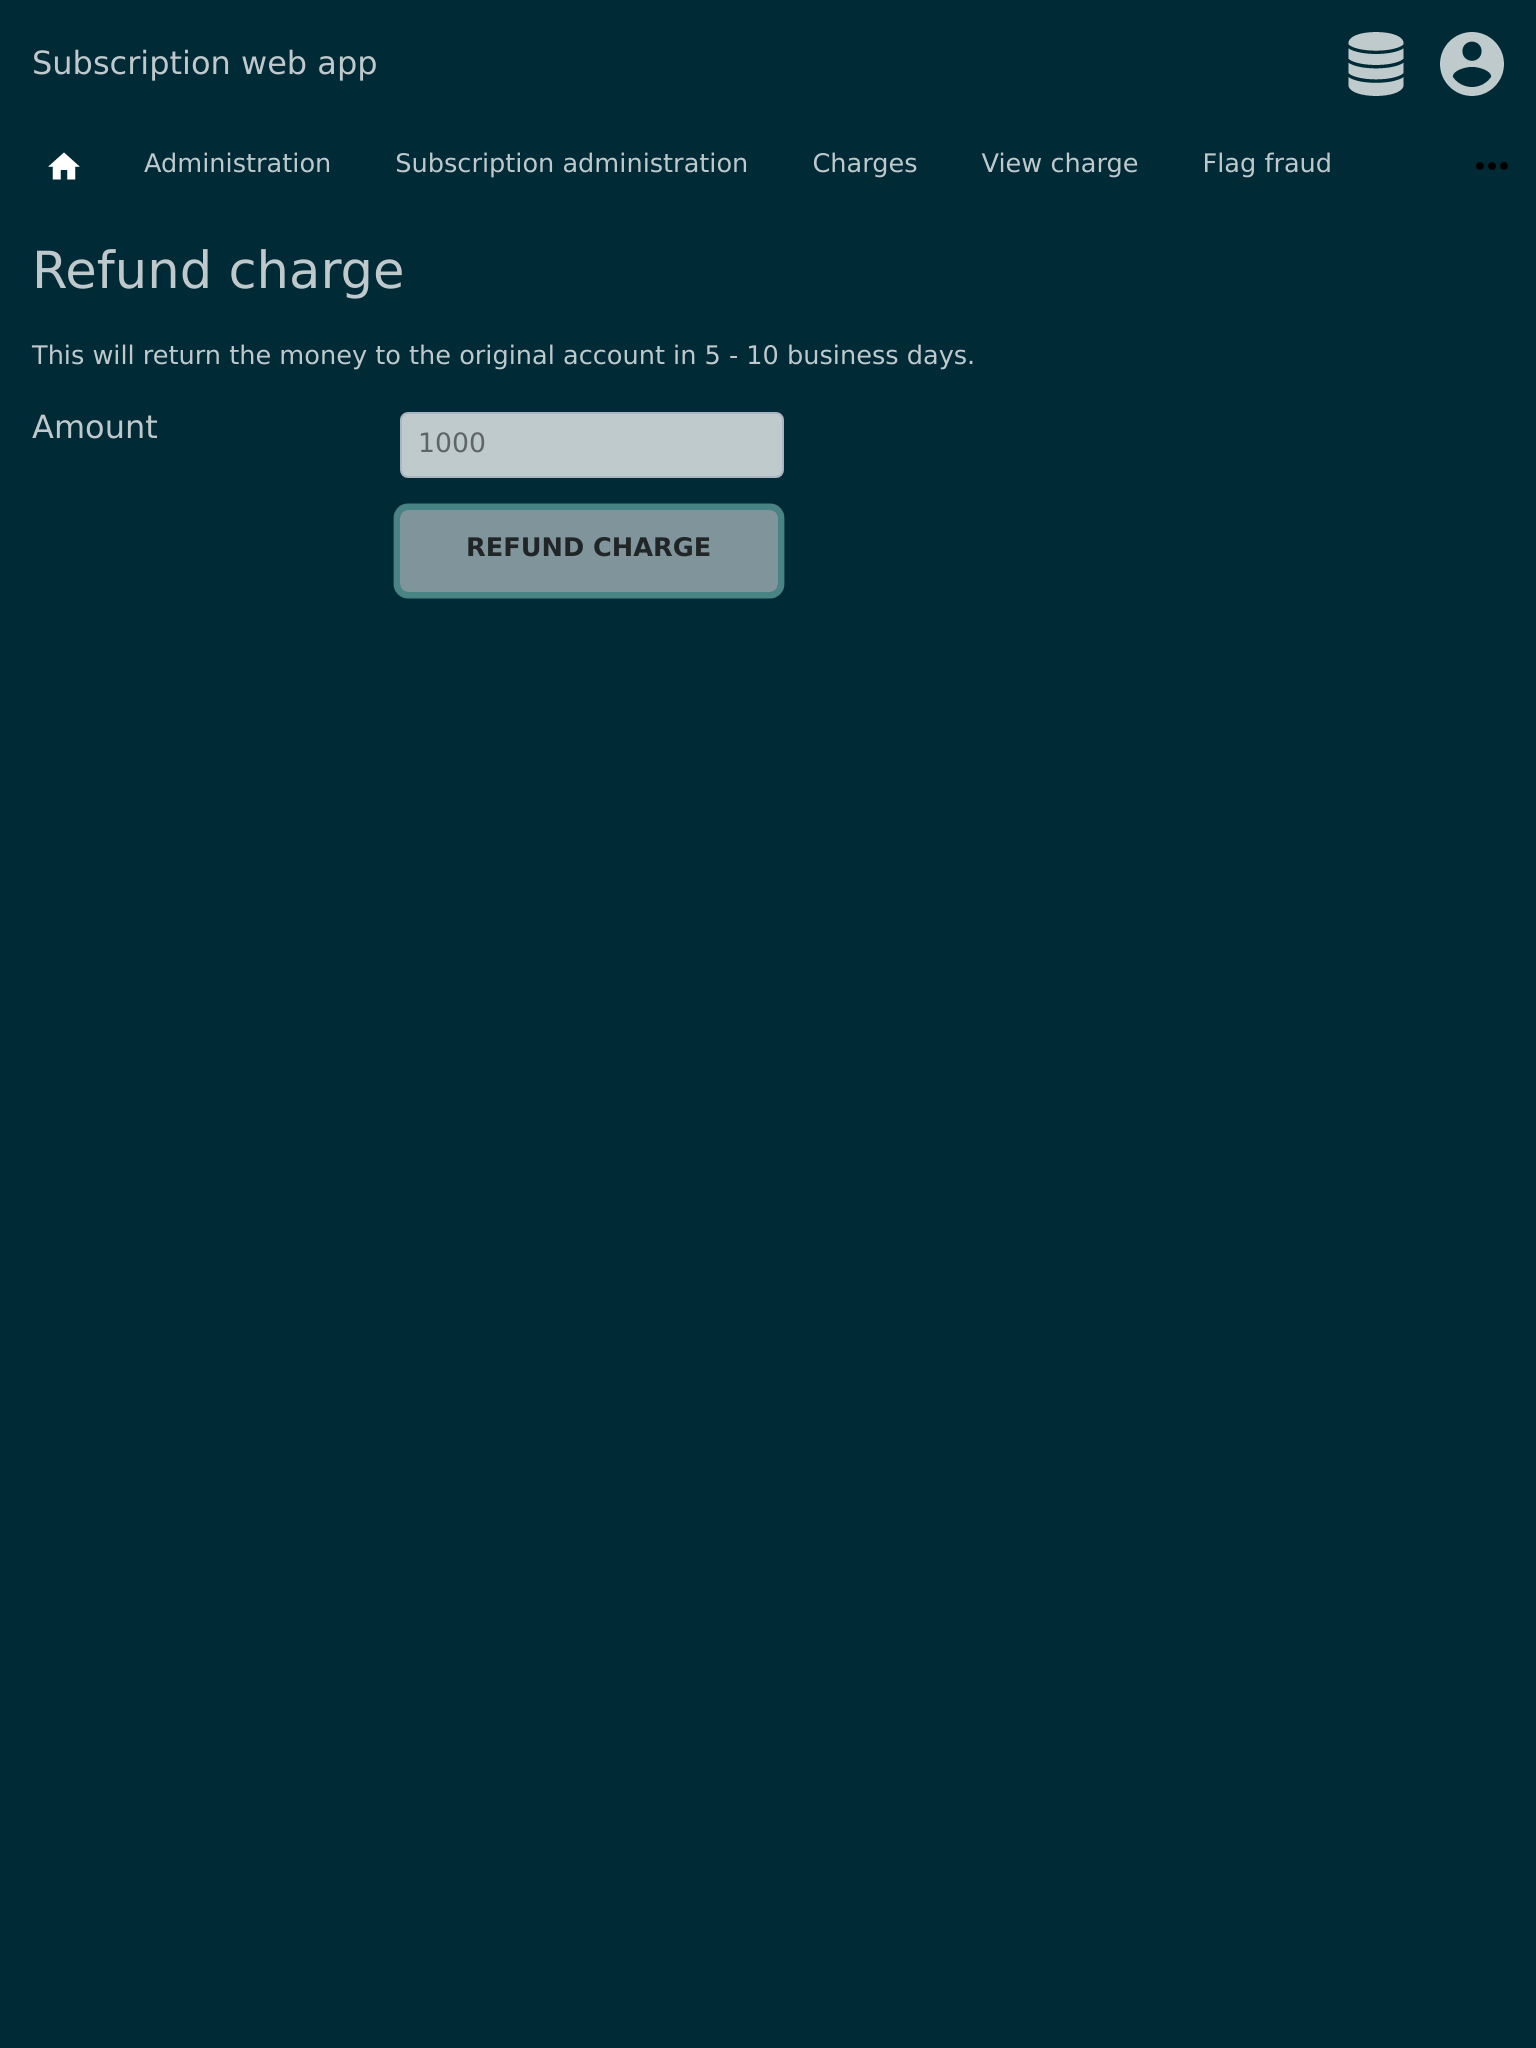 Subscription web app
Administration Subscription administration Charges View charge Flag fraud
Refund charge
This will return the money to the original account in 5 - 10 business days.
Amount
1000
REFUND CHARGE